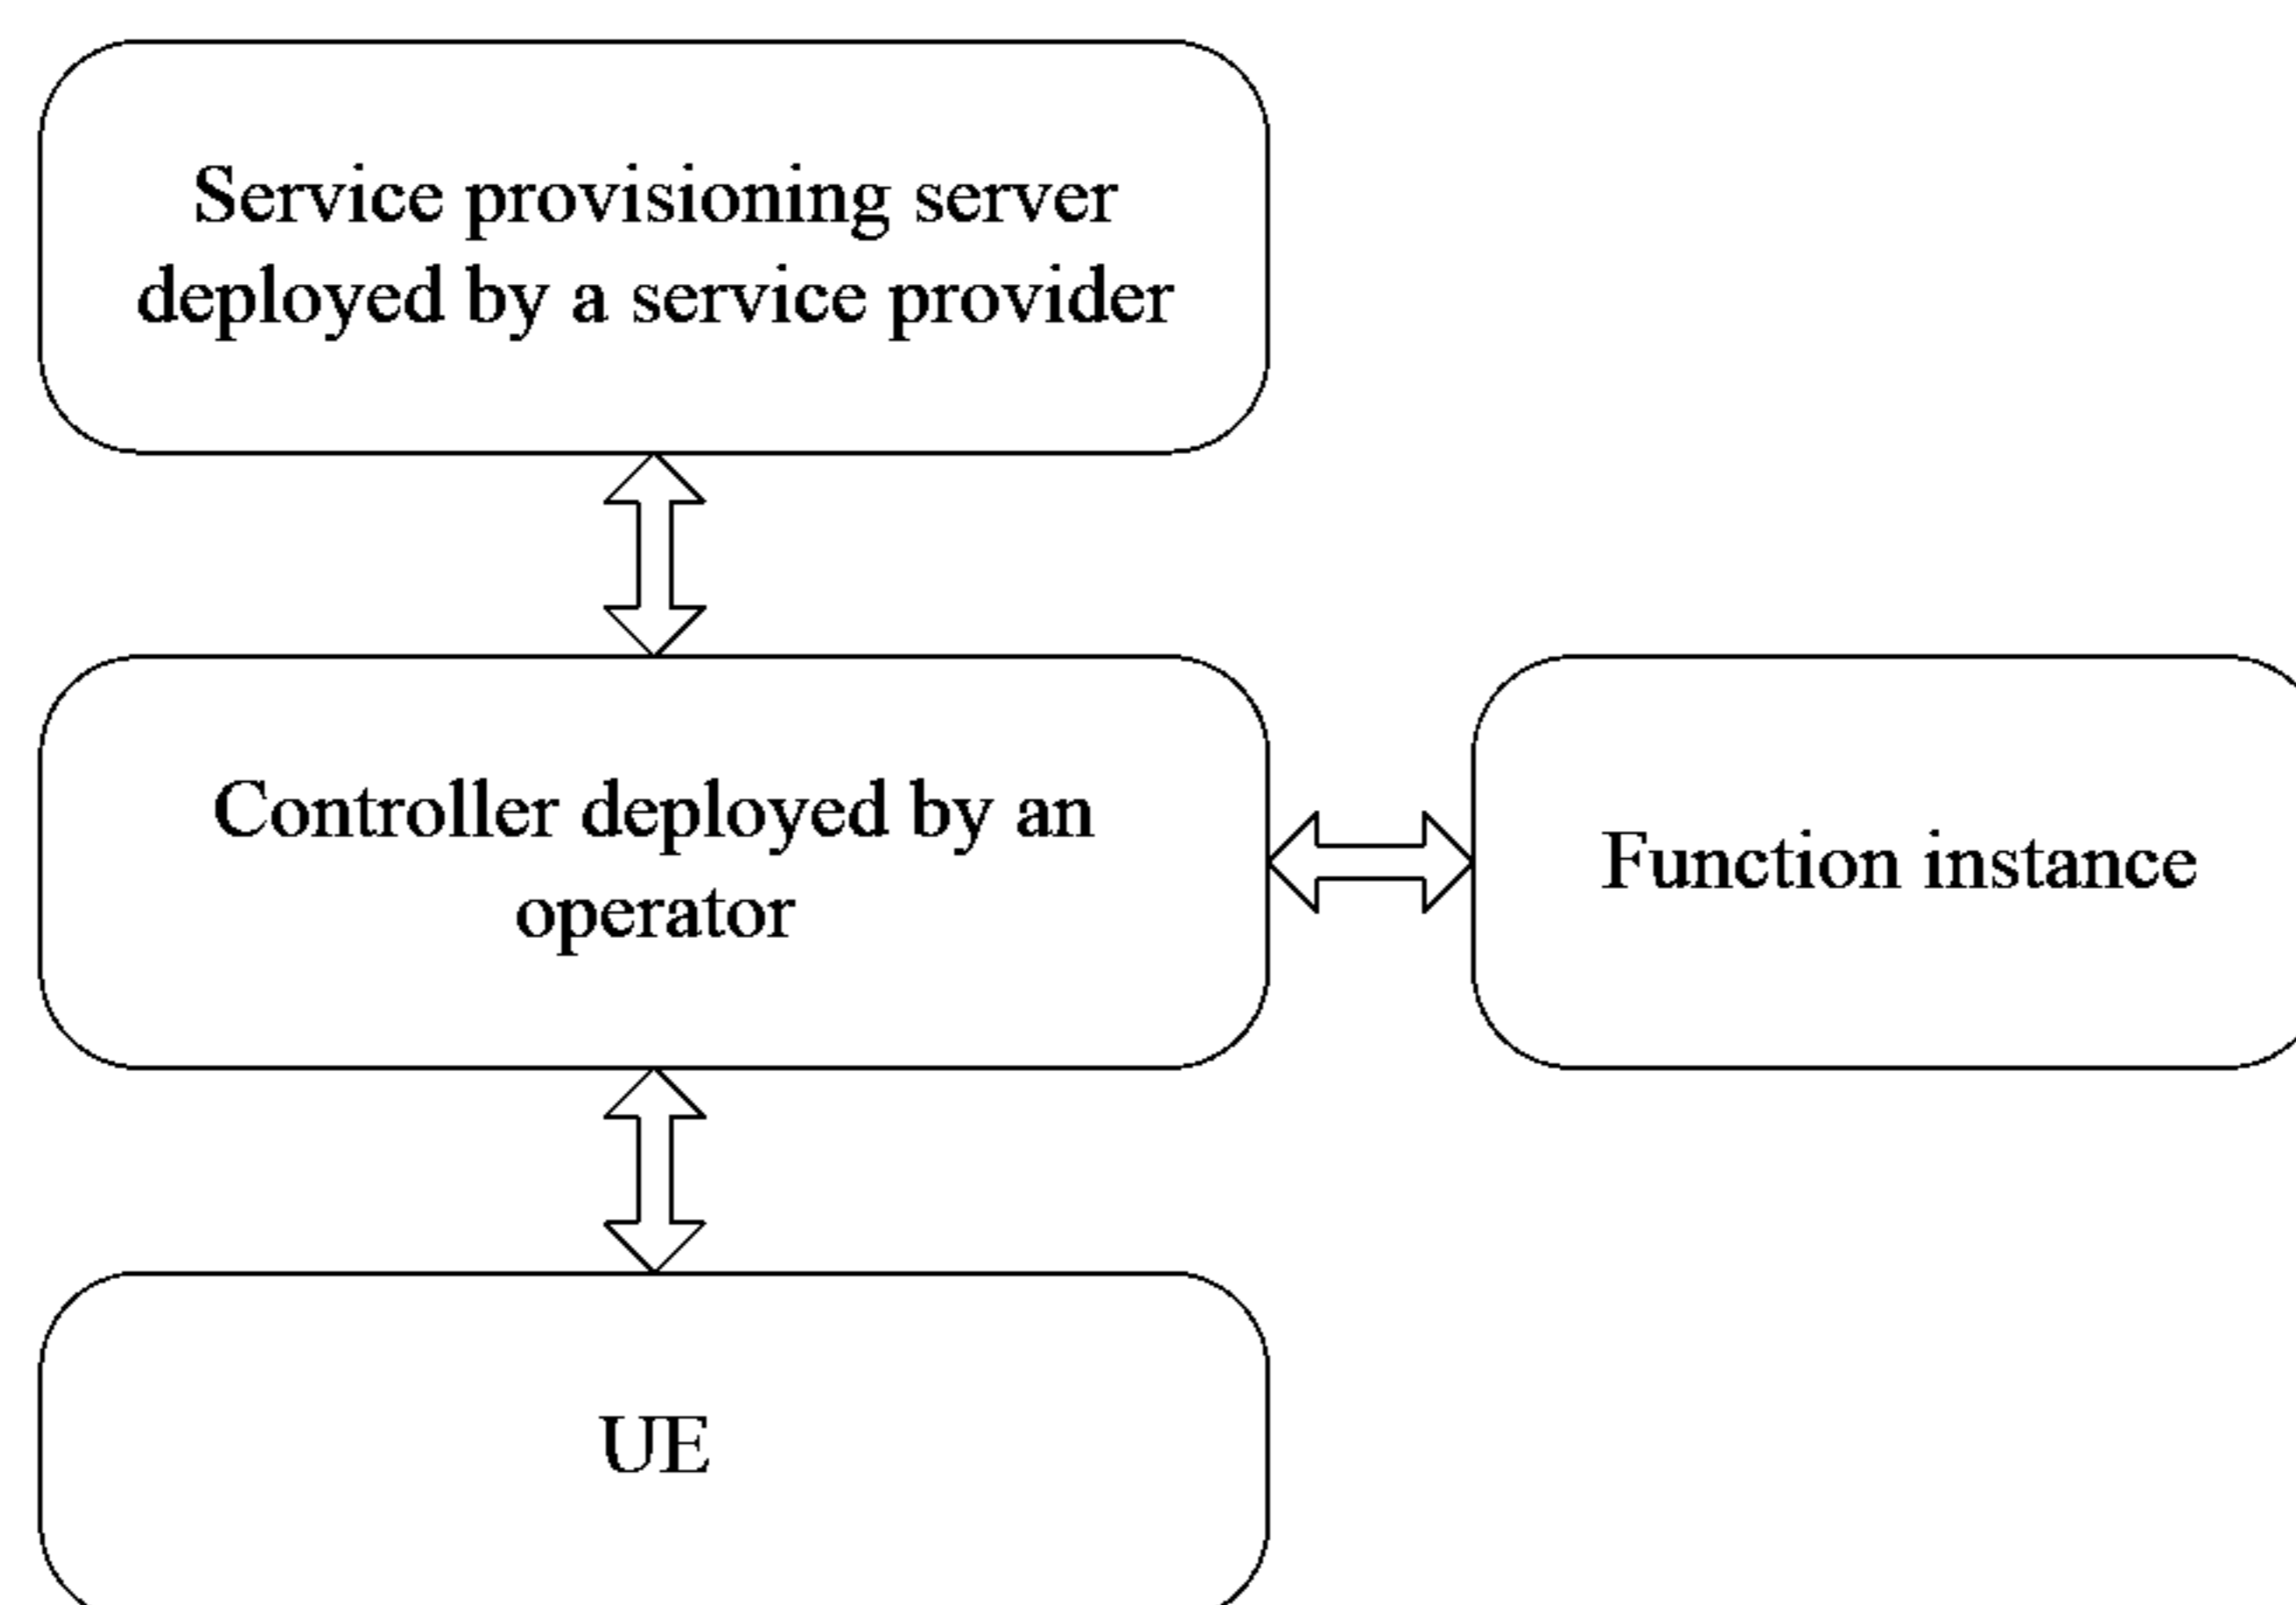 Service provisioning server
deployed by a service provider
Controller deployed by an
operator
Function instance
UE